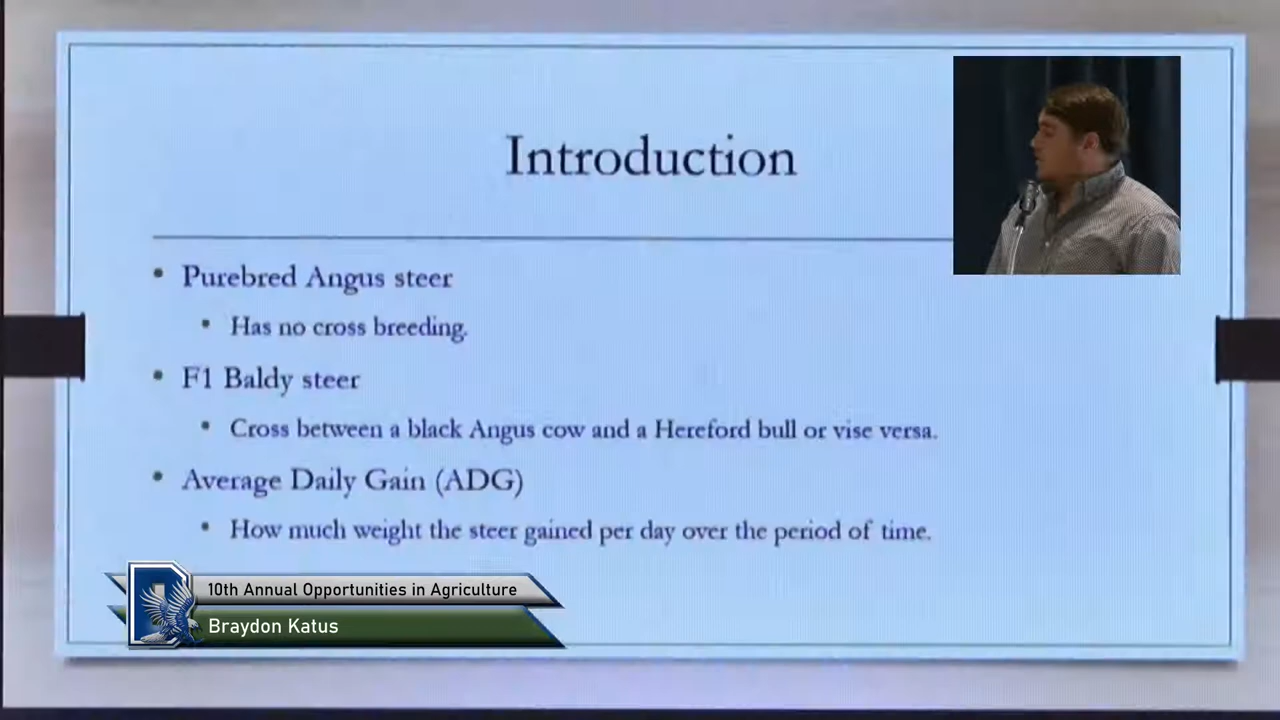 Introduction
• Purebred Angus steer
• Has no cross breeding.
• F1 Baldy steer
• Cross between a black Angus cow and a Hereford bull or vise versa.
• Average Daily Gain (ADG)
• How much weight the steer gained per day over the period of time.
10th Annual Opportunities in Agriculture
Braydon Katus